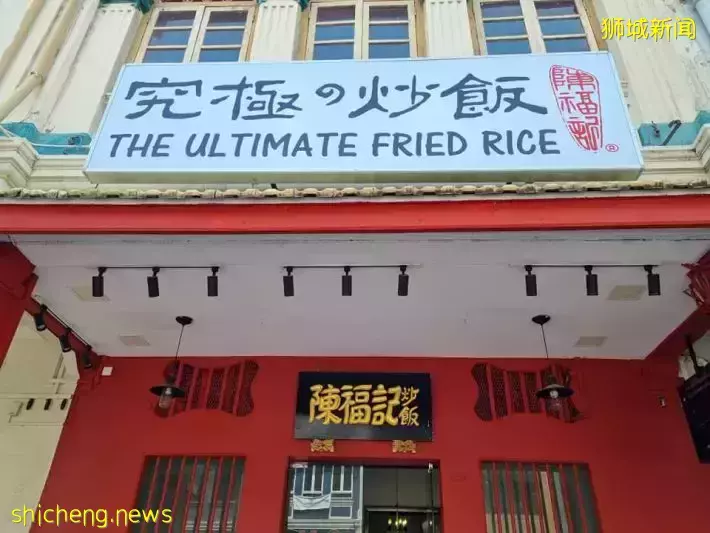 狮城新闻
究極の炒飯
陳福記
THE ULTIMATE FRIED RICE
®
陳福記炒飯
shicheng.news